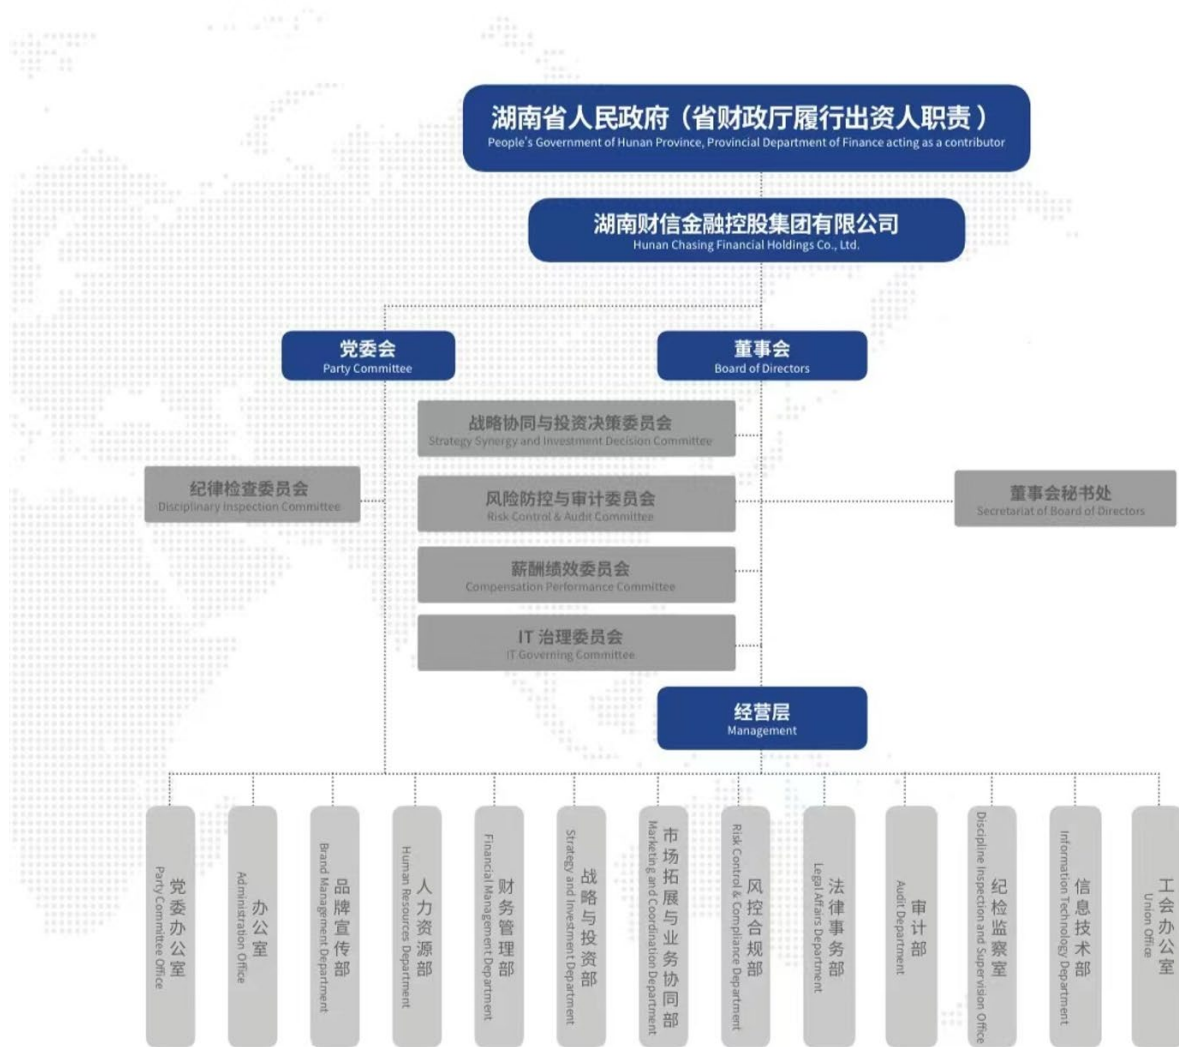 湖南省人民政府（省财政厅履行出资人职责）
People's Government of Hunan Province, Provincial Department of Finance acting as a contributor
湖南财信金融控股集团有限公司
Hunan Chasing Financial Holdings Co., Ltd.
党委会
Party Committee
董事会
Board of Directors
战略协同与投资决策委员会
Strategy Synergy and Investment Decision Committee
纪律检查委员会
Disciplinary Inspection Committee
风险防控与审计委员会
Risk Control & Audit Committee
董事会秘书处
Secretariat of Board of Directors
薪酬绩效委员会
Compensation Performance Committee
IT 治理委员会
IT Governing Committee
经营层
Management
党委办公室
Party Committee Office
办公室
Administration Office
品牌宣传部
Brand Management Department
人力资源部
Human Resources Department
财务管理部
Financial Management Department
战略与投资部
Strategy and Investment Department
市场拓展与业务协同部
Marketing and Coordination Department
风控合规部
Risk Control & Compliance Department
法律事务部
Legal Affairs Department
审计部
Audit Department
纪检监察室
Discipline Inspection and Supervision Office
信息技术部
Information Technology Department
工会办公室
Union Office